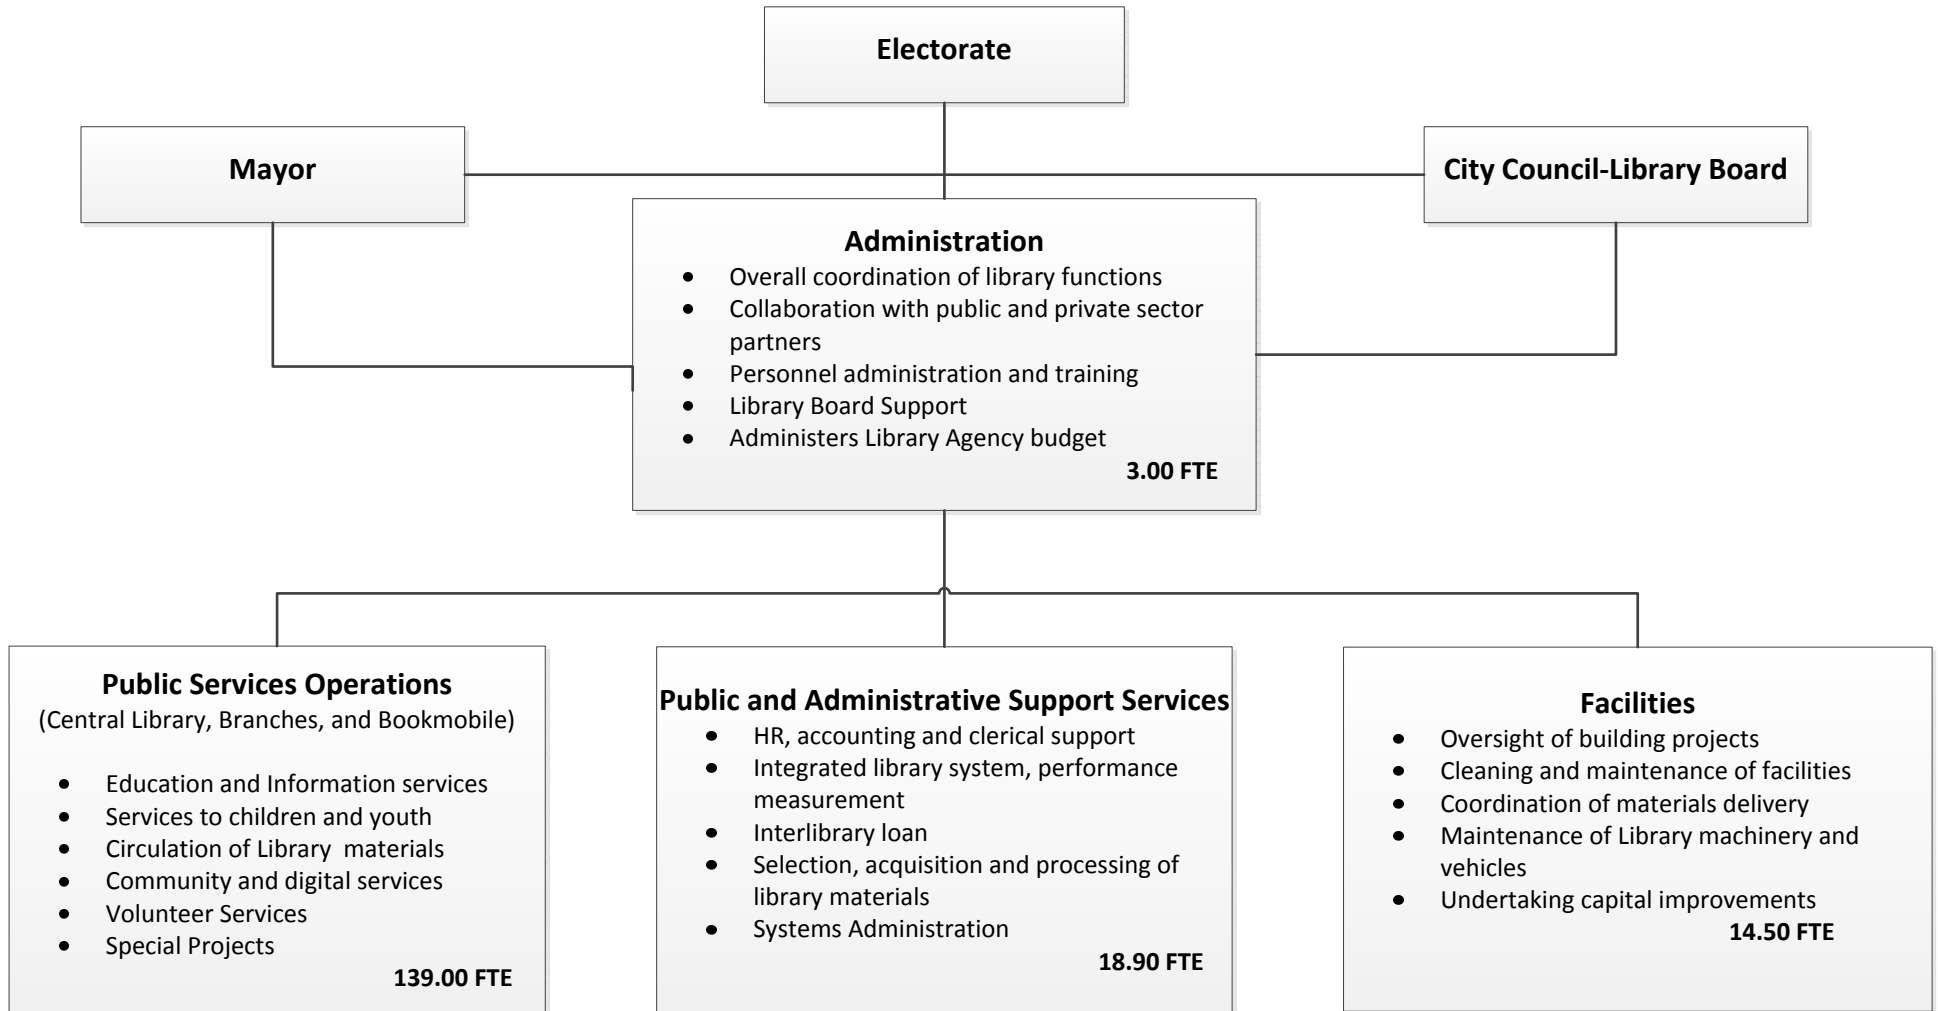 Electorate
Mayor
City Council-Library Board
Administration
• Overall coordination of library functions
• Collaboration with public and private sector
partners
• Personnel administration and training
• Library Board Support
• Administers Library Agency budget
3.00 FTE
Public Services Operations
(Central Library, Branches, and Bookmobile)
• Education and Information services
• Services to children and youth
• Circulation of Library materials
• Community and digital services
• Volunteer Services
• Special Projects
139.00 FTE
Public and Administrative Support Services
• HR, accounting and clerical support
• Integrated library system, performance
measurement
• Interlibrary loan
• Selection, acquisition and processing of
library materials
• Systems Administration
18.90 FTE
Facilities
• Oversight of building projects
• Cleaning and maintenance of facilities
• Coordination of materials delivery
• Maintenance of Library machinery and
vehicles
• Undertaking capital improvements
14.50 FTE